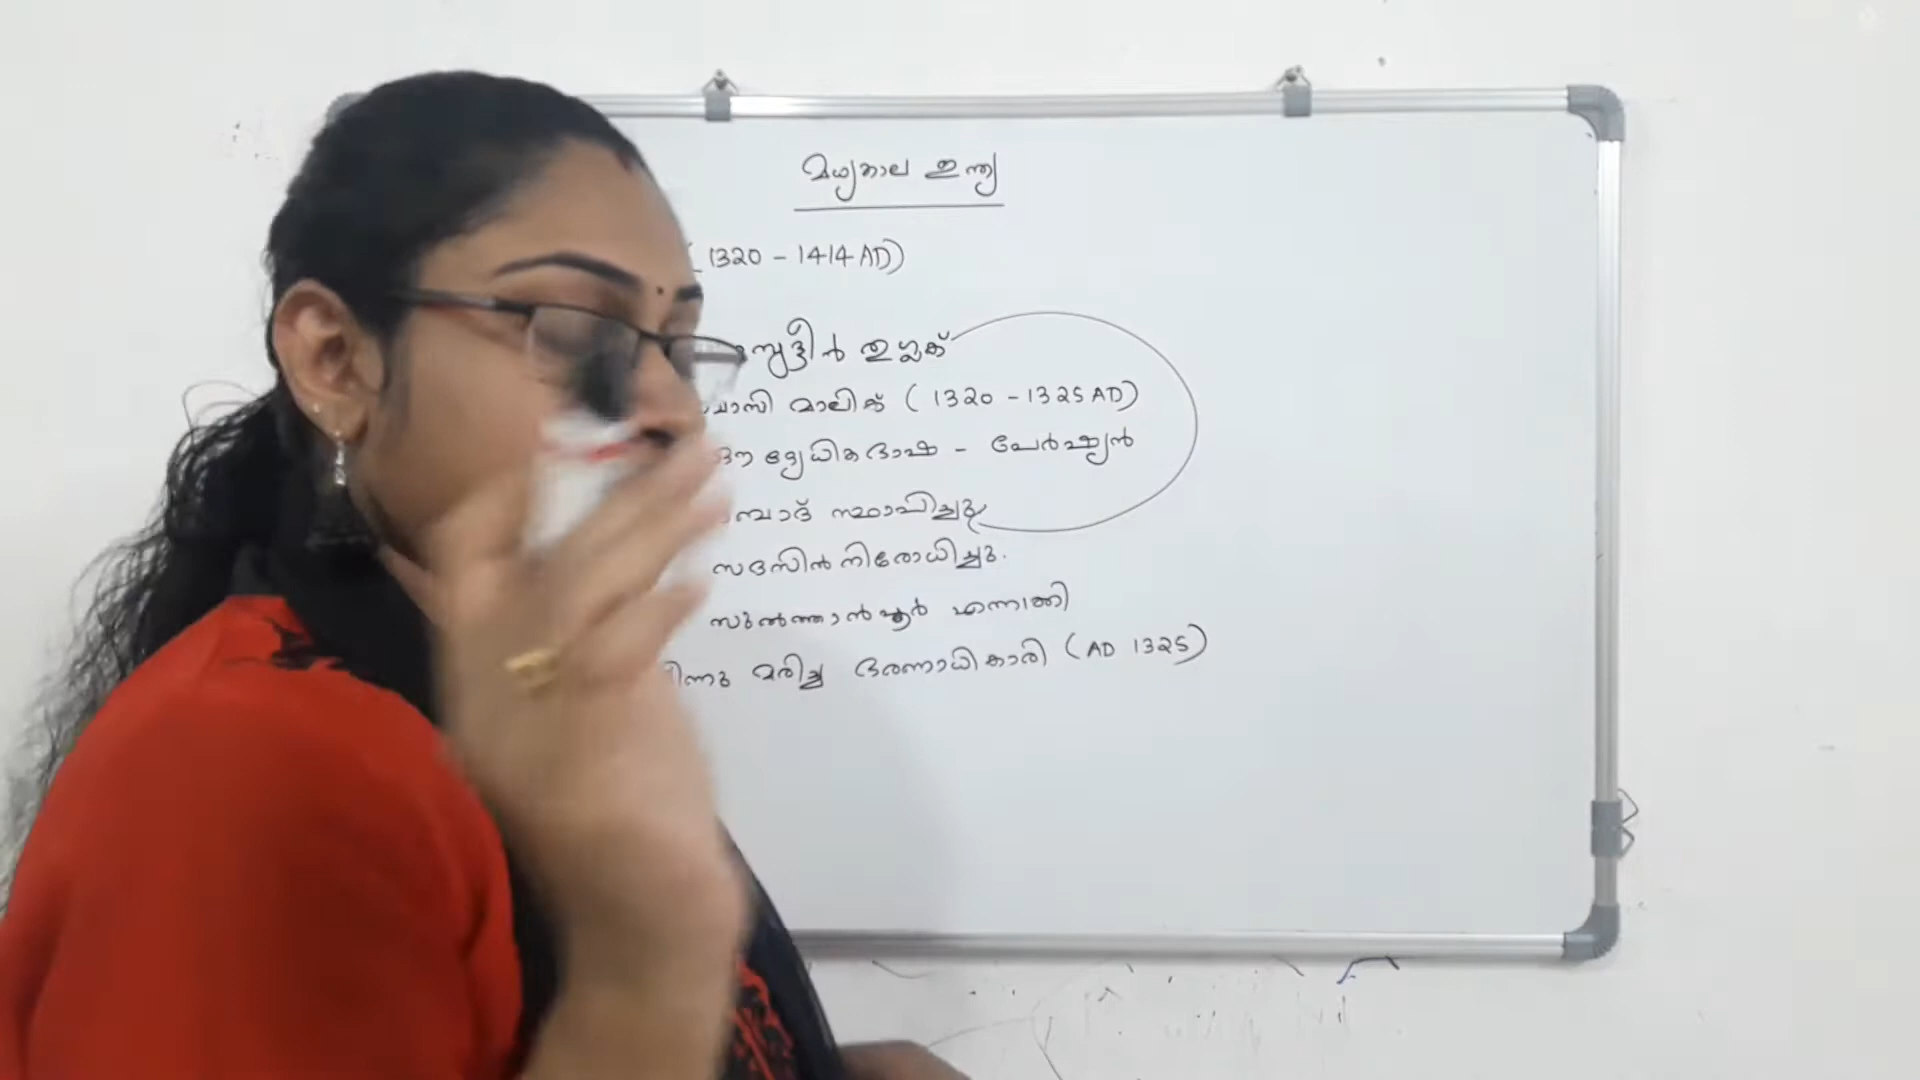 മധ്യകാല ഇന്ത്യ
(1320 - 1414 AD)
തുഗ്ലക്
മാലിക് (1320 - 1325 AD)
ഔദ്യോഗിക ഭാഷ - പേർഷ്യൻ
സ്ഥാപിച്ചു
സദസിൽ നിരോധിച്ചു.
സുൽത്താൻപൂർ എന്നാക്കി
മരിച്ച ഭരണാധികാരി (AD 1325)